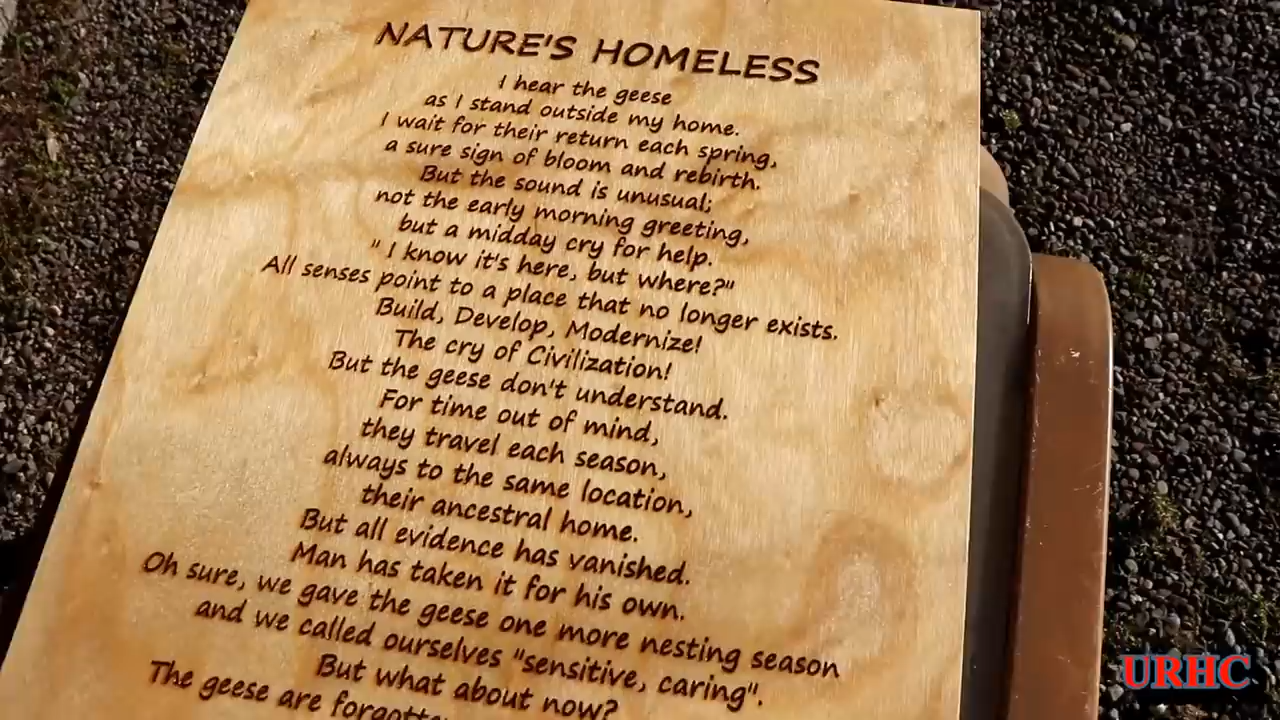 NATURE'S HOMELESS
I hear the geese
as I stand outside my home.
I wait for their return each spring,
a sure sign of bloom and rebirth.
But the sound is unusual;
not the early morning greeting,
but a midday cry for help.
" I know it's here, but where?"
All senses point to a place that no longer exists.
Build, Develop, Modernize!
The cry of Civilization!
But the geese don't understand.
For time out of mind,
they travel each season,
always to the same location,
their ancestral home.
But all evidence has vanished.
Man has taken it for his own.
Oh sure, we gave the geese one more nesting season
and we called ourselves "sensitive, caring".
But what about now?
The geese are
URHC